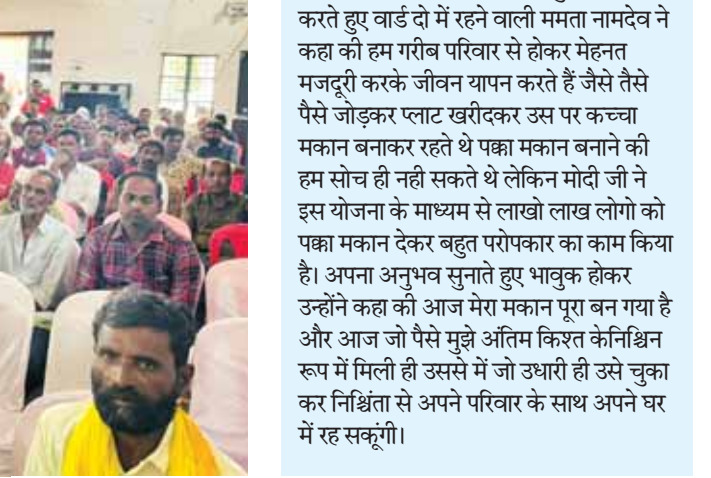 करते हुए वार्ड दो में रहने वाली ममता नामदेव ने
कहा की हम गरीब परिवार से होकर मेहनत
मजदूरी करके जीवन यापन करते हैं जैसे तैसे
पैसे जोड़कर प्लाट खरीदकर उस पर कच्चा
मकान बनाकर रहते थे पक्का मकान बनाने की
हम सोच ही नही सकते थे लेकिन मोदी जी ने
इस योजना के माध्यम से लाखो लाख लोगो को
पक्का मकान देकर बहुत परोपकार का काम किया
है। अपना अनुभव सुनाते हुए भावुक होकर
उन्होंने कहा की आज मेरा मकान पूरा बन गया है
और आज जो पैसे मुझे अंतिम किश्त केनिश्चिन
रूप में मिली ही उससे में जो उधारी ही उसे चुका
कर निश्चिंता से अपने परिवार के साथ अपने घर
में रह सकूंगी।